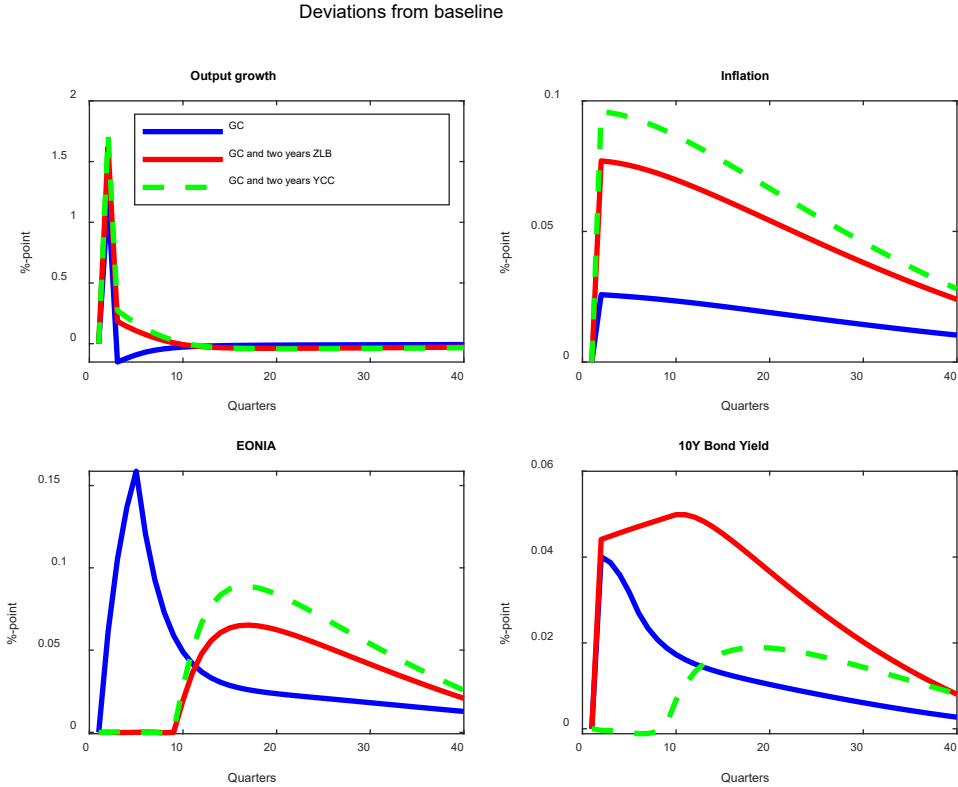 Deviations from baseline
Output growth
2
1.5
1
0.5
0
%-point
GC
GC and two years ZLB
GC and two years YCC
0 10 20 30 40
Quarters
Inflation
0.1
0.05
0
%-point
0 10 20 30 40
Quarters
EONIA
0.15
0.1
0.05
0
%-point
0 10 20 30 40
Quarters
10Y Bond Yield
0.06
0.04
0.02
0
%-point
0 10 20 30 40
Quarters